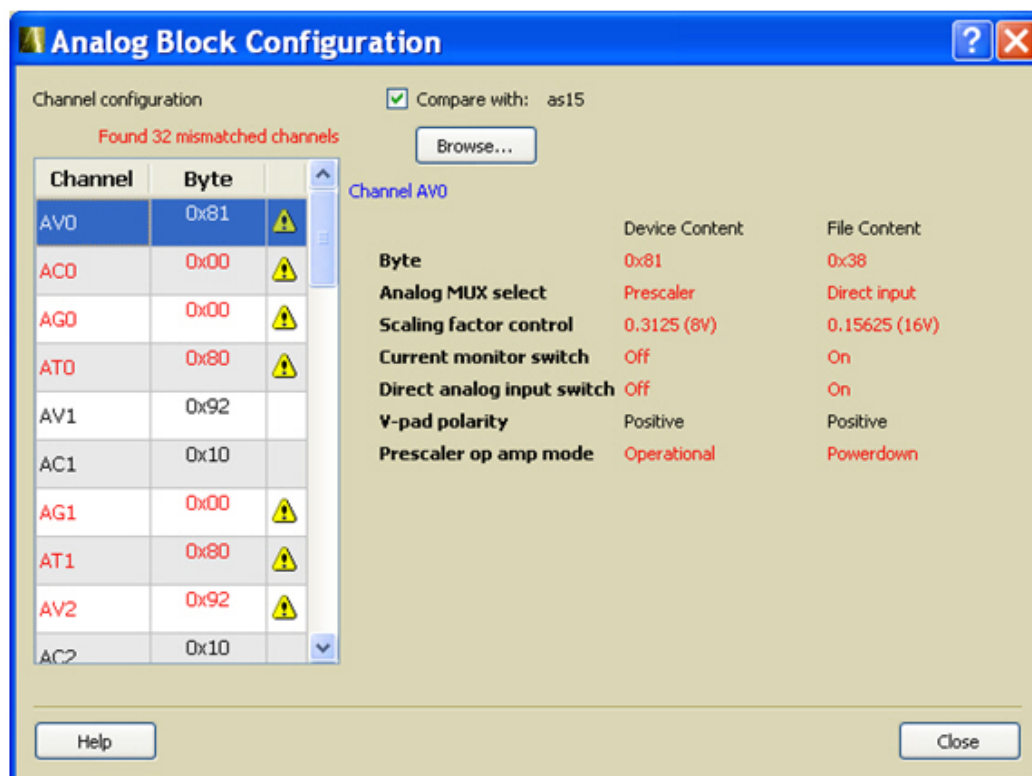 Analog Block Configuration
Channel configuration
Compare with: as15
Found 32 mismatched channels
Browse...
Channel Byte
AV0 0x81
AC0 0x00
AG0 0x00
AT0 0x80
AV1 0x92
AC1 0x10
AG1 0x00
AT1 0x80
AV2 0x92
AC2 0x10
Channel AV0
Device Content File Content
Byte 0x81 0x38
Analog MUX select Prescaler Direct input
Scaling factor control 0.3125 (8V) 0.15625 (16V)
Current monitor switch Off On
Direct analog input switch Off On
V-pad polarity Positive Positive
Prescaler op amp mode Operational Powerdown
Help
Close